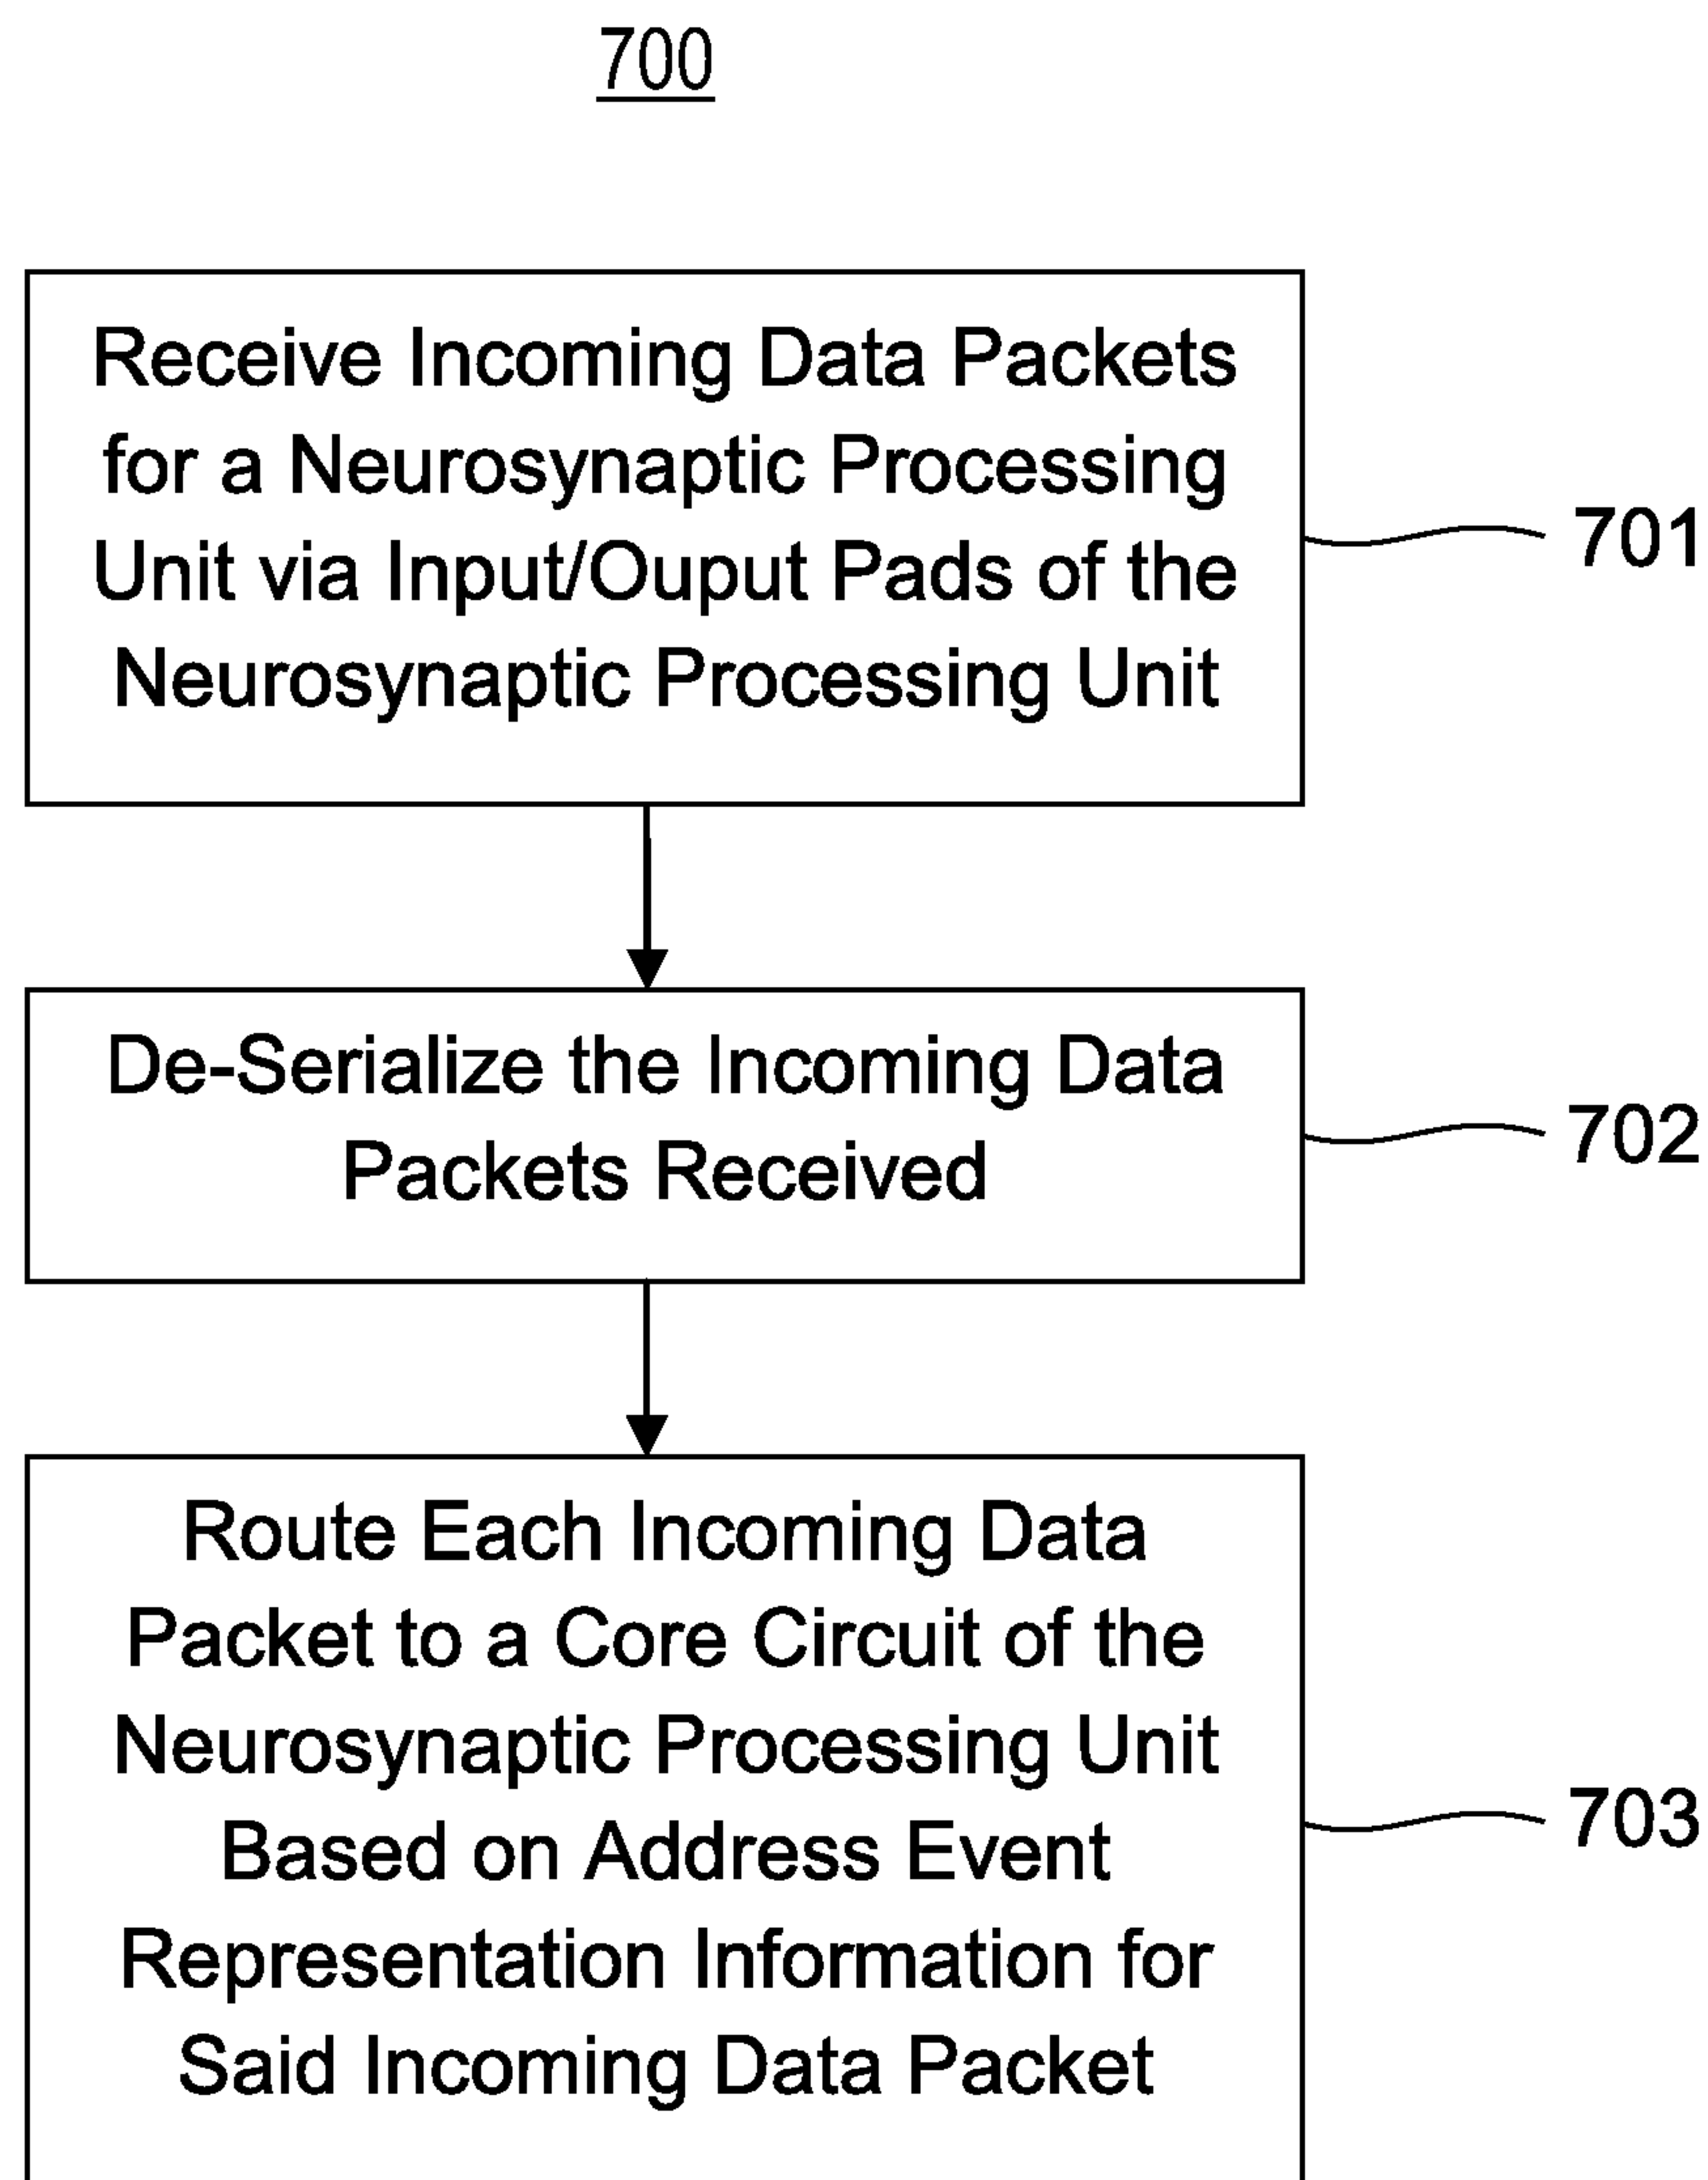 700
Receive Incoming Data Packets
for a Neurosynaptic Processing
Unit via Input/Ouput Pads of the
Neurosynaptic Processing Unit
701
De-Serialize the Incoming Data
Packets Received
702
Route Each Incoming Data
Packet to a Core Circuit of the
Neurosynaptic Processing Unit
Based on Address Event
Representation Information for
Said Incoming Data Packet
703